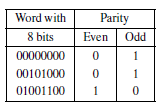 Word with Parity
8 bits Even Odd
00000000 0 1
00101000 0 1
01001100 1 0